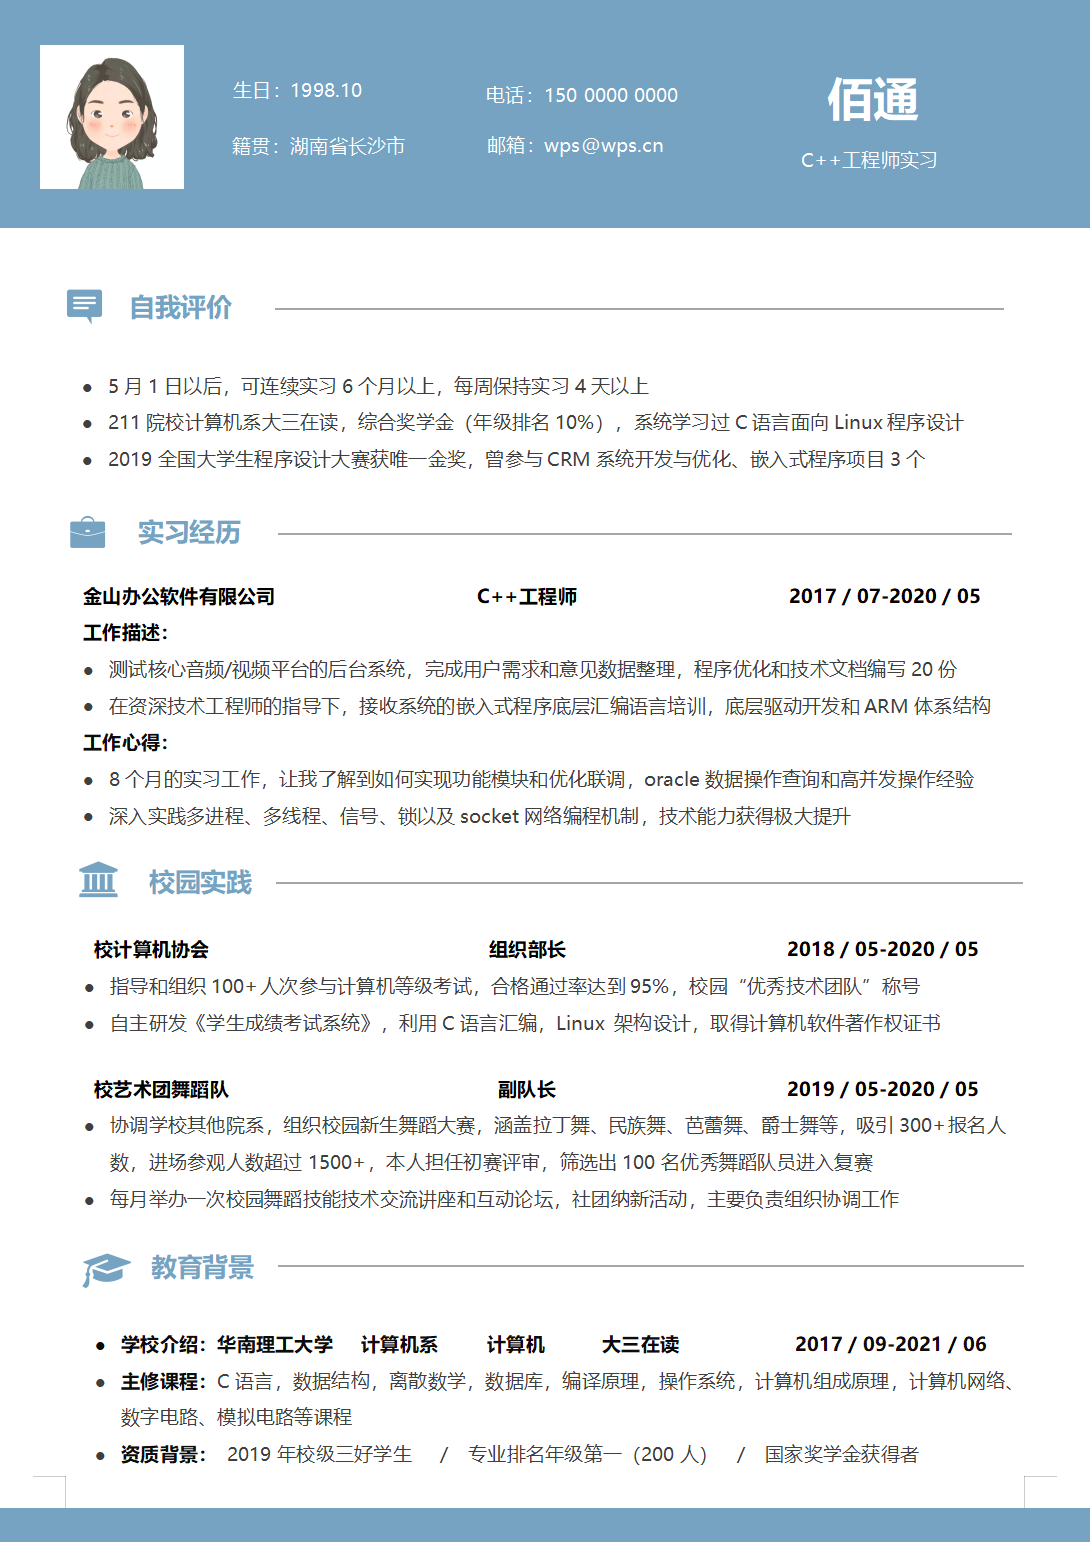 生日：1998.10
籍贯：湖南省长沙市
电话：150 0000 0000
邮箱：wps@wps.cn
佰通
C++工程师实习
自我评价
● 5 月 1 日以后，可连续实习 6 个月以上，每周保持实习 4 天以上
● 211 院校计算机系大三在读，综合奖学金（年级排名 10%），系统学习过 C 语言面向 Linux 程序设计
● 2019 全国大学生程序设计大赛获唯一金奖，曾参与 CRM 系统开发与优化、嵌入式程序项目 3 个
实习经历
金山办公软件有限公司 C++工程师 2017 / 07-2020 / 05
工作描述：
● 测试核心音频/视频平台的后台系统，完成用户需求和意见数据整理，程序优化和技术文档编写 20 份
● 在资深技术工程师的指导下，接收系统的嵌入式程序底层汇编语言培训，底层驱动开发和 ARM 体系结构
工作心得：
● 8 个月的实习工作，让我了解到如何实现功能模块和优化联调，oracle 数据操作查询和高并发操作经验
● 深入实践多进程、多线程、信号、锁以及 socket 网络编程机制，技术能力获得极大提升
校园实践
校计算机协会 组织部长 2018 / 05-2020 / 05
● 指导和组织 100+人次参与计算机等级考试，合格通过率达到 95%，校园“优秀技术团队”称号
● 自主研发《学生成绩考试系统》，利用 C 语言汇编，Linux 架构设计，取得计算机软件著作权证书
校艺术团舞蹈队 副队长 2019 / 05-2020 / 05
● 协调学校其他院系，组织校园新生舞蹈大赛，涵盖拉丁舞、民族舞、芭蕾舞、爵士舞等，吸引 300+报名人
数，进场参观人数超过 1500+，本人担任初赛评审，筛选出 100 名优秀舞蹈队员进入复赛
● 每月举办一次校园舞蹈技能技术交流讲座和互动论坛，社团纳新活动，主要负责组织协调工作
教育背景
● 学校介绍：华南理工大学 计算机系 计算机 大三在读 2017 / 09-2021 / 06
● 主修课程：C 语言，数据结构，离散数学，数据库，编译原理，操作系统，计算机组成原理，计算机网络、
数字电路、模拟电路等课程
● 资质背景： 2019 年校级三好学生 / 专业排名年级第一（200 人） / 国家奖学金获得者